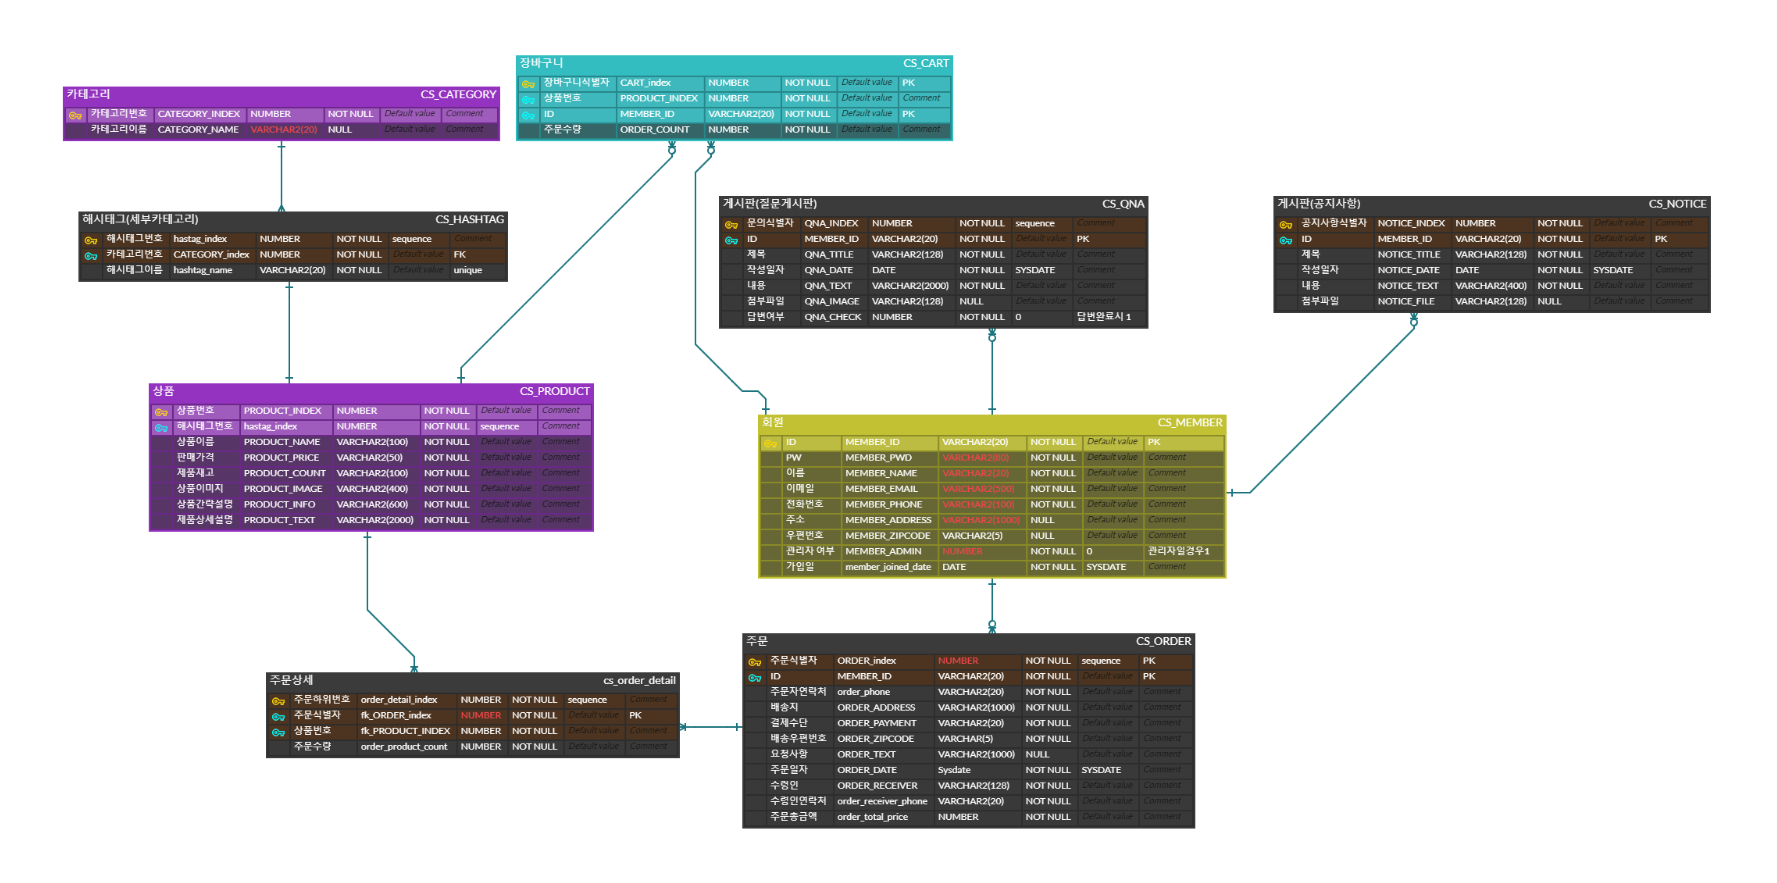 장바구니 CS_CART
장바구니식별자 CART_index NUMBER NOT NULL Default value PK
상품번호 PRODUCT_INDEX NUMBER NOT NULL Default value Comment
ID MEMBER_ID VARCHAR2(20) NOT NULL Default value PK
주문수량 ORDER_COUNT NUMBER NOT NULL Default value Comment
카테고리 CS_CATEGORY
카테고리번호 CATEGORY_INDEX NUMBER NOT NULL Default value Comment
카테고리이름 CATEGORY_NAME VARCHAR2(20) NULL Default value Comment
해시태그(세부카테고리) CS_HASHTAG
해시태그번호 hastag_index NUMBER NOT NULL sequence Comment
카테고리번호 CATEGORY_index NUMBER NOT NULL Default value FK
해시태그이름 hashtag_name VARCHAR2(20) NOT NULL Default value unique
게시판(질문게시판) CS_QNA
문의식별자 QNA_INDEX NUMBER NOT NULL sequence Comment
ID MEMBER_ID VARCHAR2(20) NOT NULL Default value PK
제목 QNA_TITLE VARCHAR2(128) NOT NULL Default value Comment
작성일자 QNA_DATE DATE NOT NULL SYSDATE Comment
내용 QNA_TEXT VARCHAR2(2000) NOT NULL Default value Comment
첨부파일 QNA_IMAGE VARCHAR2(128) NULL Default value Comment
답변여부 QNA_CHECK NUMBER NOT NULL 0 답변완료시 1
게시판(공지사항) CS_NOTICE
공지사항식별자 NOTICE_INDEX NUMBER NOT NULL Default value Comment
ID MEMBER_ID VARCHAR2(20) NOT NULL Default value PK
제목 NOTICE_TITLE VARCHAR2(128) NOT NULL Default value Comment
작성일자 NOTICE_DATE DATE NOT NULL SYSDATE Comment
내용 NOTICE_TEXT VARCHAR2(400) NOT NULL Default value Comment
첨부파일 NOTICE_FILE VARCHAR2(128) NULL Default value Comment
상품 CS_PRODUCT
상품번호 PRODUCT_INDEX NUMBER NOT NULL Default value Comment
해시태그번호 hastag_index NUMBER NOT NULL sequence Comment
상품이름 PRODUCT_NAME VARCHAR2(100) NOT NULL Default value Comment
판매가격 PRODUCT_PRICE VARCHAR2(50) NOT NULL Default value Comment
제품재고 PRODUCT_COUNT VARCHAR2(100) NOT NULL Default value Comment
상품이미지 PRODUCT_IMAGE VARCHAR2(400) NOT NULL Default value Comment
상품간략설명 PRODUCT_INFO VARCHAR2(600) NOT NULL Default value Comment
제품상세설명 PRODUCT_TEXT VARCHAR2(2000) NOT NULL Default value Comment
회원 CS_MEMBER
ID MEMBER_ID VARCHAR2(20) NOT NULL Default value PK
PW MEMBER_PWD VARCHAR2(60) NOT NULL Default value Comment
이름 MEMBER_NAME VARCHAR2(20) NOT NULL Default value Comment
이메일 MEMBER_EMAIL VARCHAR2(500) NOT NULL Default value Comment
전화번호 MEMBER_PHONE VARCHAR2(100) NOT NULL Default value Comment
주소 MEMBER_ADDRESS VARCHAR2(1000) NULL Default value Comment
우편번호 MEMBER_ZIPCODE VARCHAR2(5) NULL Default value Comment
관리자 여부 MEMBER_ADMIN NUMBER NOT NULL 0 관리자일경우1
가입일 member_joined_date DATE NOT NULL SYSDATE Comment
주문상세 cs_order_detail
주문하위번호 order_detail_index NUMBER NOT NULL sequence Comment
주문식별자 fk_ORDER_index NUMBER NOT NULL Default value PK
상품번호 fk_PRODUCT_INDEX NUMBER NOT NULL Default value Comment
주문수량 order_product_count NUMBER NOT NULL Default value Comment
주문 CS_ORDER
주문식별자 ORDER_index NUMBER NOT NULL sequence PK
ID MEMBER_ID VARCHAR2(20) NOT NULL Default value PK
주문자연락처 order_phone VARCHAR2(20) NOT NULL Default value Comment
배송지 ORDER_ADDRESS VARCHAR2(1000) NOT NULL Default value Comment
결제수단 ORDER_PAYMENT VARCHAR2(20) NOT NULL Default value Comment
배송우편번호 ORDER_ZIPCODE VARCHAR(5) NOT NULL Default value Comment
요청사항 ORDER_TEXT VARCHAR2(1000) NULL Default value Comment
주문일자 ORDER_DATE Sysdate NOT NULL SYSDATE Comment
수령인 ORDER_RECEIVER VARCHAR2(128) NOT NULL Default value Comment
수령인연락처 order_receiver_phone VARCHAR2(20) NOT NULL Default value Comment
주문총금액 order_total_price NUMBER NOT NULL Default value Comment